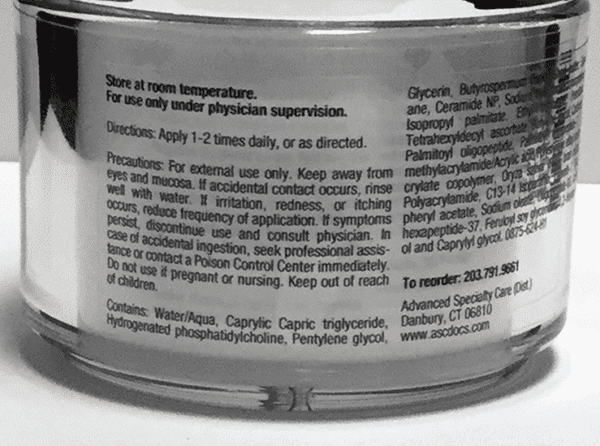 Store at room temperature.
For use only under physician supervision.
Directions: Apply 1-2 times daily, or as directed.
Precautions: For external use only. Keep away from
eyes and mucosa. If accidental contact occurs, rinse
well with water. If irritation, redness, or itching
occurs, reduce frequency of application. If symptoms
persist, discontinue use and consult physician. In
case of accidental ingestion, seek professional assis-
tance or contact a Poison Control Center immediately.
Do not use if pregnant or nursing. Keep out of reach
of children.
Contains: Water/Aqua, Caprylic Capric triglyceride,
Hydrogenated phosphatidylcholine, Pentylene glycol,
Glycerin, Butyrospermum
ane, Ceramide NP,
Isopropyl palmitate,
Tetrahexyldecyl ascorbate
Palmitoyl oligopeptide,
methylacrylamide/Acrylic acid
crylate copolymer, Oryza
Polyacrylamide, C13-14
pheryl acetate, Sodium
hexapeptide-37, Feruloyl soy
ol and Caprylyl glycol.
To reorder: 203.791.9661
Advanced Specialty Care (Dist.)
Danbury, CT 06810
www.ascdocs.com